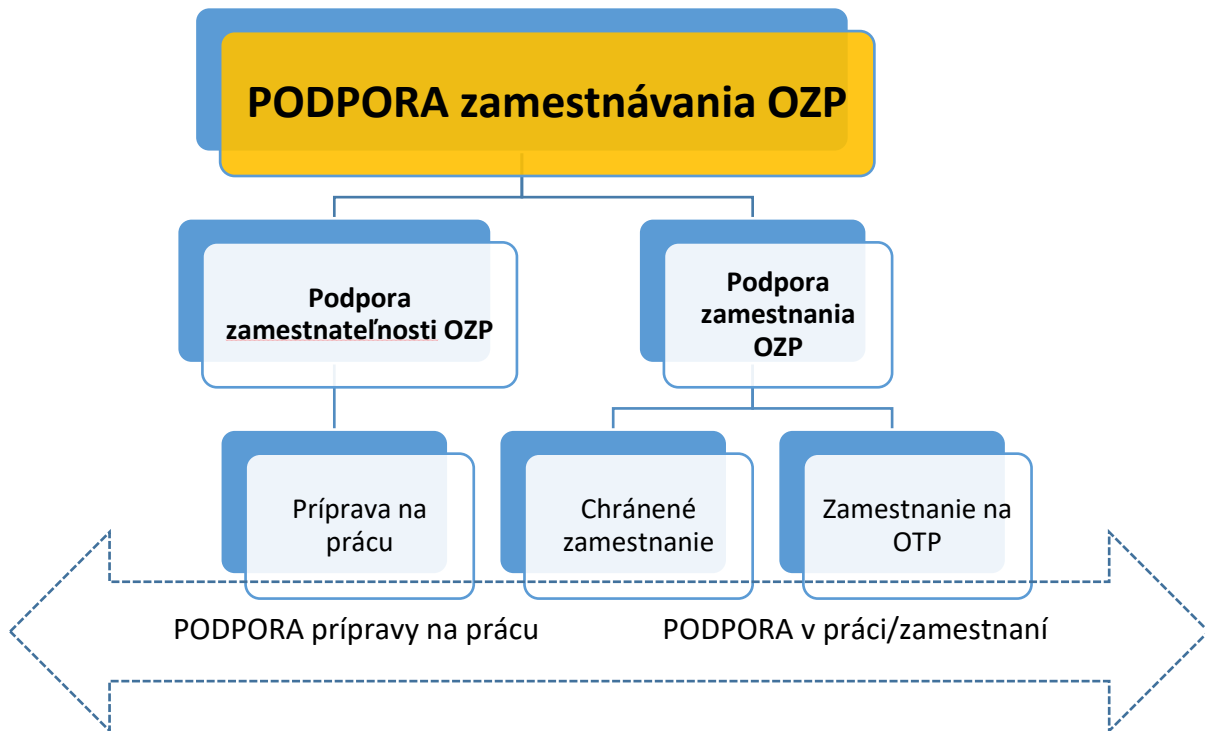 PODPORA zamestnávania OZP
Podpora
zamestnateľnosti OZP
Podpora
zamestnania
OZP
Príprava na
prácu
Chránené
zamestnanie
Zamestnanie na
OTP
PODPORA prípravy na prácu
PODPORA v práci/zamestnaní